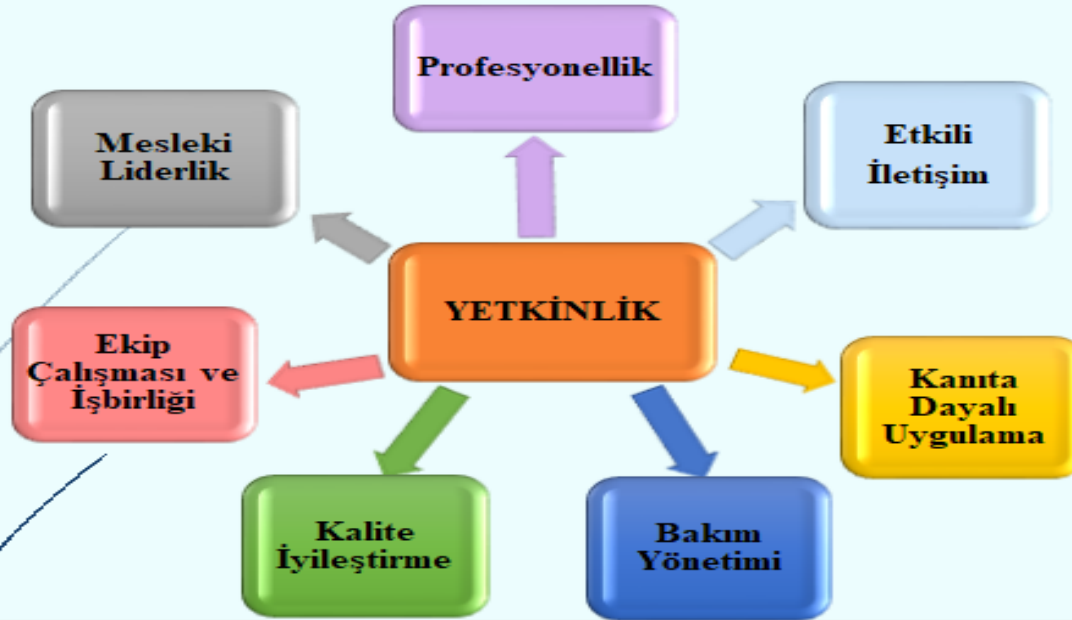 Profesyonellik
Mesleki
Liderlik
Etkili
İletişim
YETKİNLİK
Ekip
Çalışması ve
İşbirliği
Kanıta
Dayalı
Uygulama
Kalite
İyileştirme
Bakım
Yönetimi